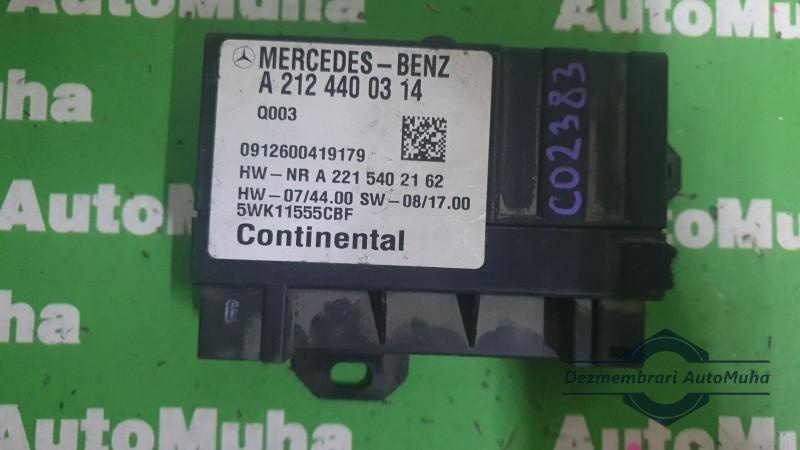 MERCEDES-BENZ
A 212 440 03 14
Q003
0912600419179
HW-NR A 221 540 21 62
HW-07/44.00 SW-08/17.00
5WK11555CBF
Continental
C02383
G
AutoMuha
AutoMuha
AutoMuha
AutoMuha
Dezmembrari AutoMuha